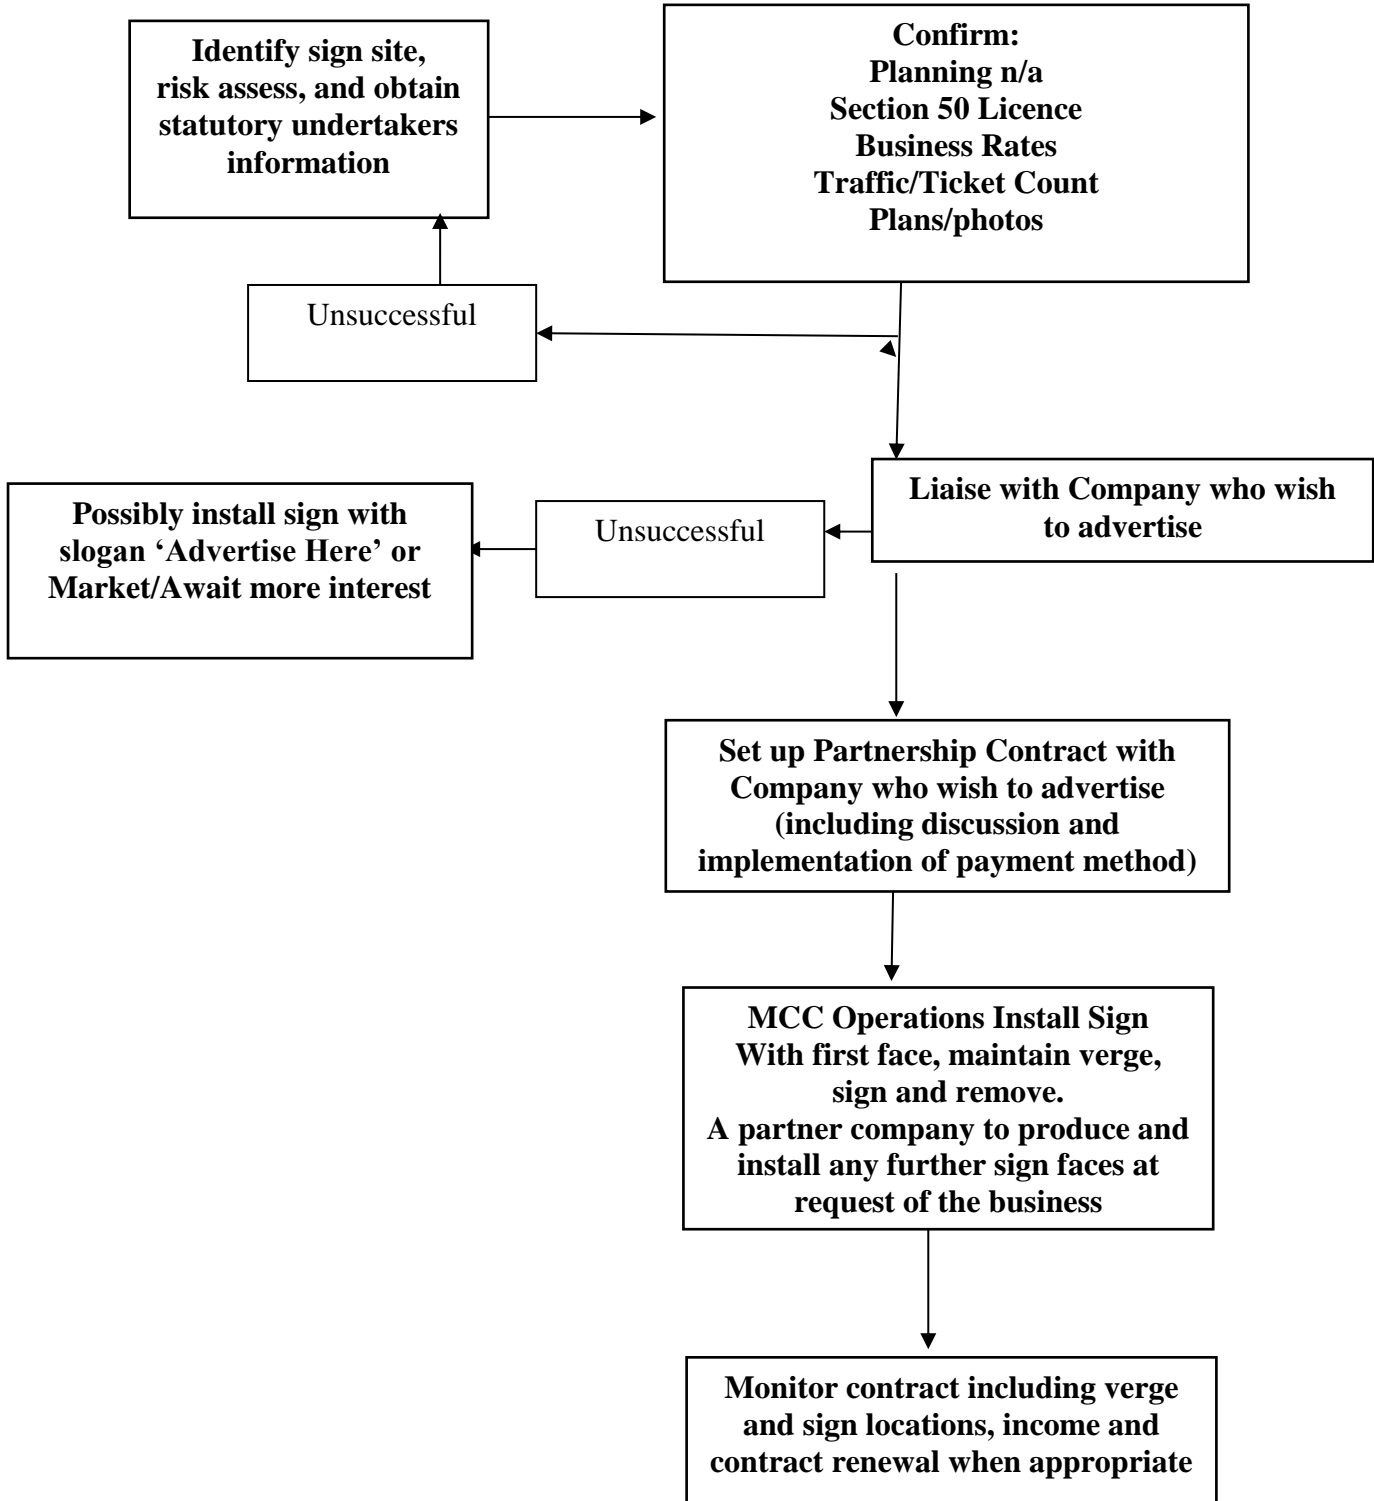 Identify sign site,
risk assess, and obtain
statutory undertakers
information
Confirm:
Planning n/a
Section 50 Licence
Business Rates
Traffic/Ticket Count
Plans/photos
Unsuccessful
Liaise with Company who wish
to advertise
Unsuccessful
Possibly install sign with
slogan ‘Advertise Here’ or
Market/Await more interest
Set up Partnership Contract with
Company who wish to advertise
(including discussion and
implementation of payment method)
MCC Operations Install Sign
With first face, maintain verge,
sign and remove.
A partner company to produce and
install any further sign faces at
request of the business
Monitor contract including verge
and sign locations, income and
contract renewal when appropriate